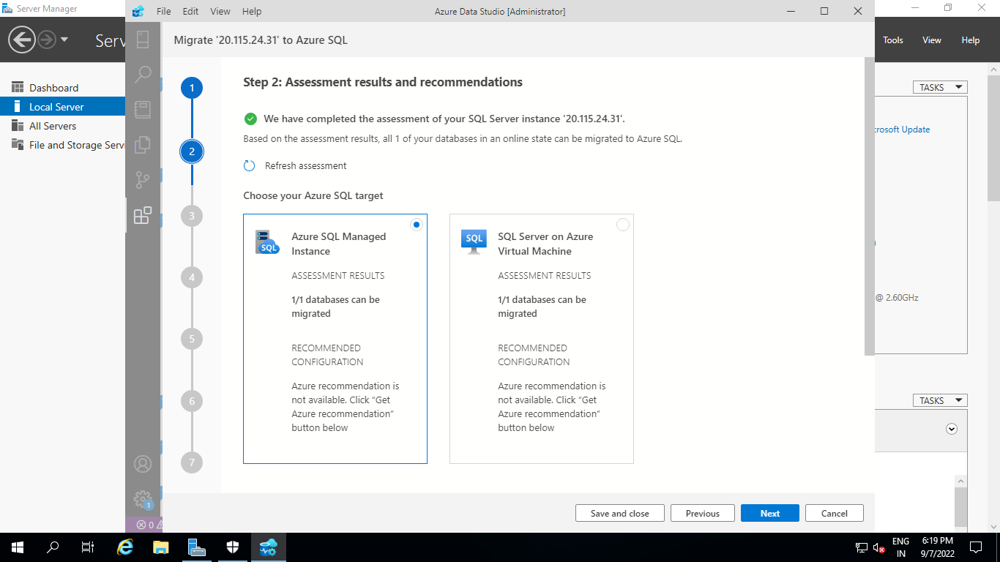 Server Manager
File Edit View Help
Azure Data Studio [Administrator]
Serv
Tools View Help
Migrate '20.115.24.31' to Azure SQL
Dashboard
Local Server
All Servers
File and Storage Servi
1
2
3
4
5
6
7
Step 2: Assessment results and recommendations
We have completed the assessment of your SQL Server instance '20.115.24.31'.
Based on the assessment results, all 1 of your databases in an online state can be migrated to Azure SQL.
Refresh assessment
Choose your Azure SQL target
SQL
Azure SQL Managed
Instance
ASSESSMENT RESULTS
1/1 databases can be
migrated
RECOMMENDED
CONFIGURATION
Azure recommendation is
not available. Click “Get
Azure recommendation”
button below
SQL
SQL Server on Azure
Virtual Machine
ASSESSMENT RESULTS
1/1 databases can be
migrated
RECOMMENDED
CONFIGURATION
Azure recommendation is
not available. Click “Get
Azure recommendation”
button below
Save and close
Previous
Next
Cancel
TASKS
crosoft Update
@ 2.60GHz
TASKS
1
0
ENG
IN
6:19 PM
9/7/2022